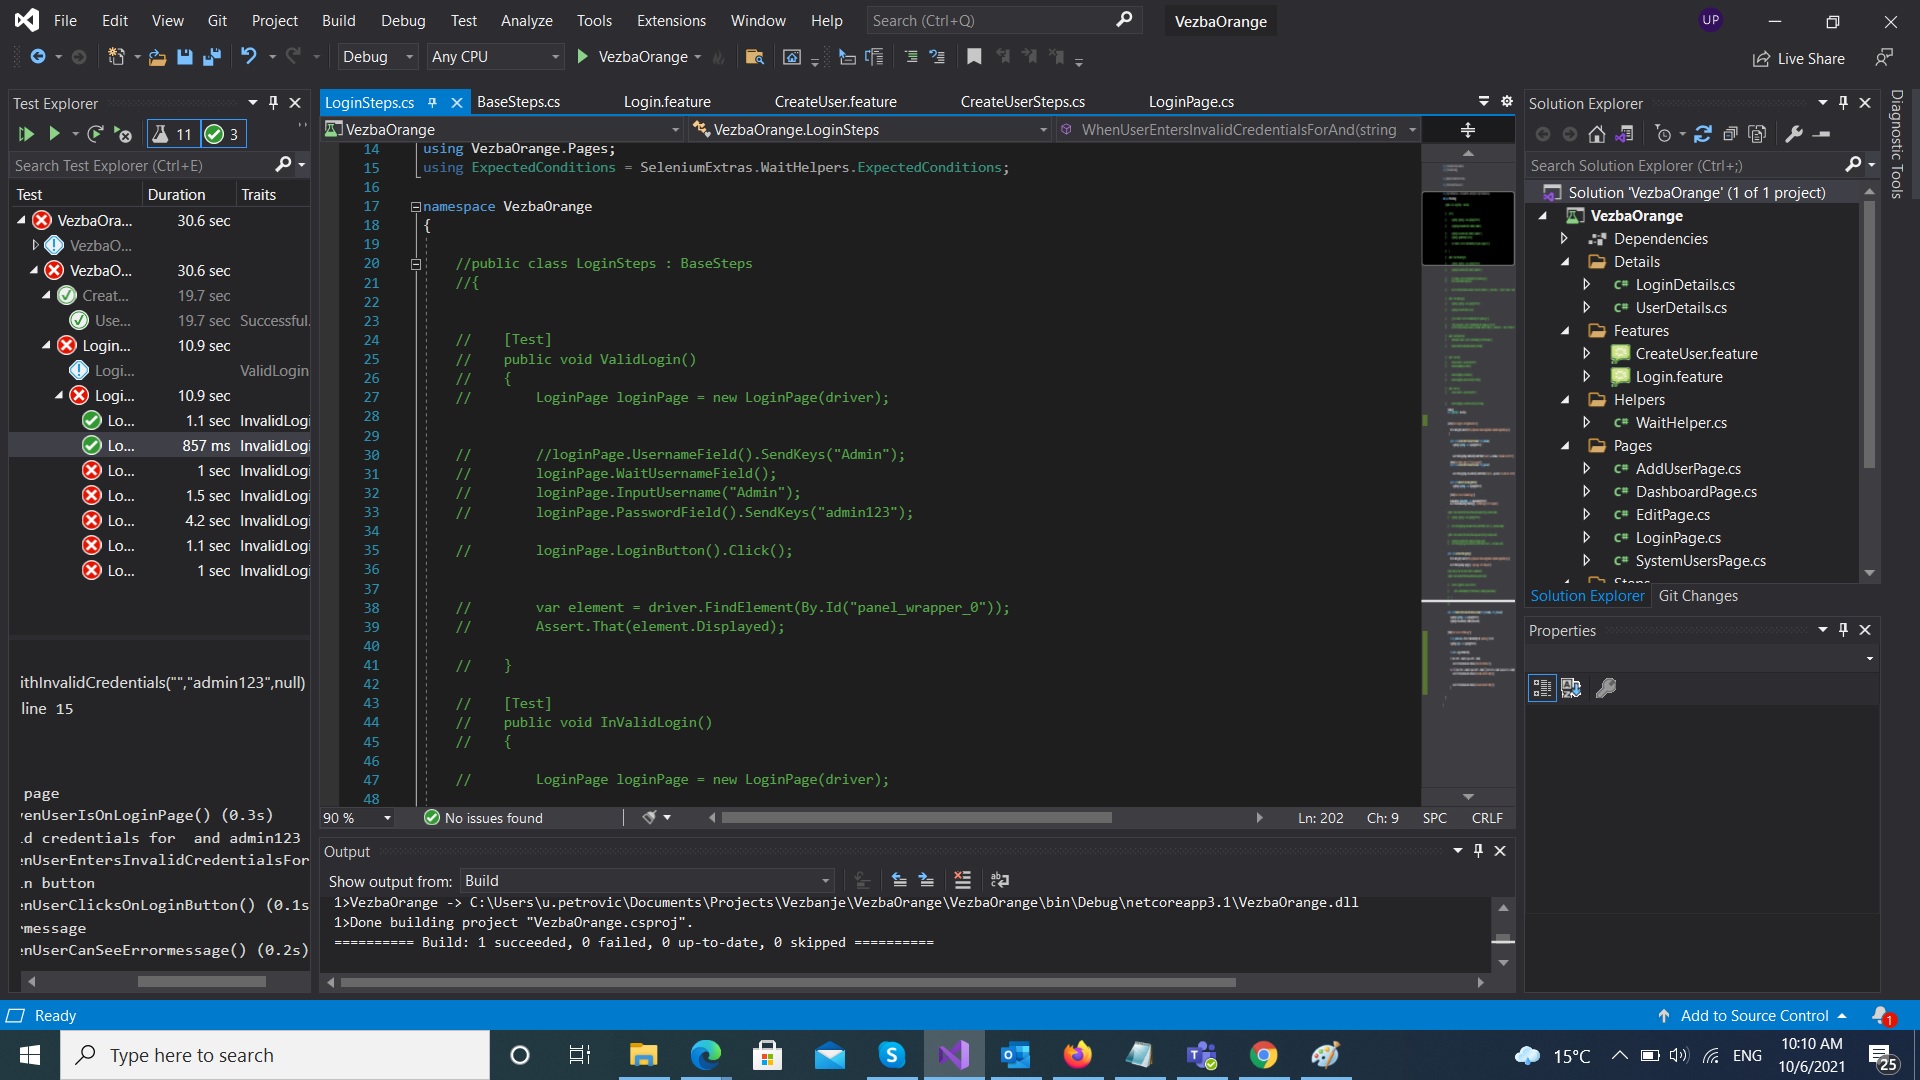 File Edit View Git Project Build Debug Test Analyze Tools Extensions Window Help Search (Ctrl+Q) VezbaOrange UP
Debug Any CPU VezbaOrange Live Share
Test Explorer
11 3
Search Test Explorer (Ctrl+E)
Test Duration Traits
VezbaOra... 30.6 sec
VezbaO...
VezbaO... 30.6 sec
Creat... 19.7 sec
Use... 19.7 sec Successful.
Login... 10.9 sec
Logi... ValidLogin
Logi... 10.9 sec
Lo... 1.1 sec InvalidLogi
Lo... 857 ms InvalidLogi
Lo... 1 sec InvalidLogi
Lo... 1.5 sec InvalidLogi
Lo... 4.2 sec InvalidLogi
Lo... 1.1 sec InvalidLogi
Lo... 1 sec InvalidLogi
ithInvalidCredentials("","admin123",null)
line 15
page
enUserIsOnLoginPage() (0.3s)
d credentials for  and admin123
enUserEntersInvalidCredentialsFor
n button
enUserClicksOnLoginButton() (0.1s
message
enUserCanSeeErrormessage() (0.2s)
LoginSteps.cs BaseSteps.cs Login.feature CreateUser.feature CreateUserSteps.cs LoginPage.cs
VezbaOrange VezbaOrange.LoginSteps WhenUserEntersInvalidCredentialsForAnd(string
14 using VezbaOrange.Pages;
15 using ExpectedConditions = SeleniumExtras.WaitHelpers.ExpectedConditions;
16
17 namespace VezbaOrange
18 {
19
20 //public class LoginSteps : BaseSteps
21 //{
22
23
24 // [Test]
25 // public void ValidLogin()
26 // {
27 // LoginPage loginPage = new LoginPage(driver);
28
29
30 // //loginPage.UsernameField().SendKeys("Admin");
31 // loginPage.WaitUsernameField();
32 // loginPage.InputUsername("Admin");
33 // loginPage.PasswordField().SendKeys("admin123");
34
35 // loginPage.LoginButton().Click();
36
37
38 // var element = driver.FindElement(By.Id("panel_wrapper_0"));
39 // Assert.That(element.Displayed);
40
41 // }
42
43 // [Test]
44 // public void InValidLogin()
45 // {
46
47 // LoginPage loginPage = new LoginPage(driver);
48
90 % No issues found Ln: 202 Ch: 9 SPC CRLF
Output
Show output from: Build
1>VezbaOrange -> C:\Users\u.petrovic\Documents\Projects\Vezbanje\VezbaOrange\VezbaOrange\bin\Debug\netcoreapp3.1\VezbaOrange.dll
1>Done building project "VezbaOrange.csproj".
========== Build: 1 succeeded, 0 failed, 0 up-to-date, 0 skipped ==========
Solution Explorer
Search Solution Explorer (Ctrl+;)
Solution 'VezbaOrange' (1 of 1 project)
VezbaOrange
Dependencies
Details
C# LoginDetails.cs
C# UserDetails.cs
Features
CreateUser.feature
Login.feature
Helpers
C# WaitHelper.cs
Pages
C# AddUserPage.cs
C# DashboardPage.cs
C# EditPage.cs
C# LoginPage.cs
C# SystemUsersPage.cs
Steps
Solution Explorer Git Changes
Properties
Diagnostic Tools
Ready Add to Source Control 1
Type here to search 15°C ENG 10:10 AM
10/6/2021 25